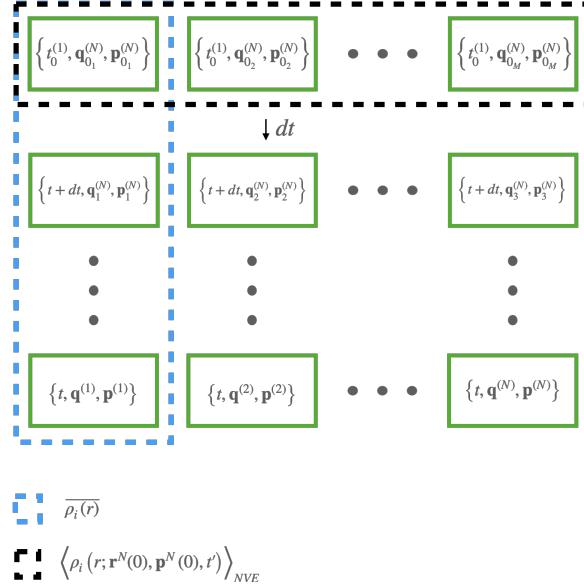 {t_0^{(1)}, q_{0_1}^{(N)}, p_{0_1}^{(N)}} {t_0^{(1)}, q_{0_2}^{(N)}, p_{0_2}^{(N)}} • • • {t_0^{(1)}, q_{0_M}^{(N)}, p_{0_M}^{(N)}}
↓ dt
{t + dt, q_1^{(N)}, p_1^{(N)}} {t + dt, q_2^{(N)}, p_2^{(N)}} • • • {t + dt, q_3^{(N)}, p_3^{(N)}}
{t, q^{(1)}, p^{(1)}} {t, q^{(2)}, p^{(2)}} • • • {t, q^{(N)}, p^{(N)}}
\overline{ρ_i(r)}
⟨ρ_i (r; r^N(0), p^N(0), t′)⟩_{NVE}